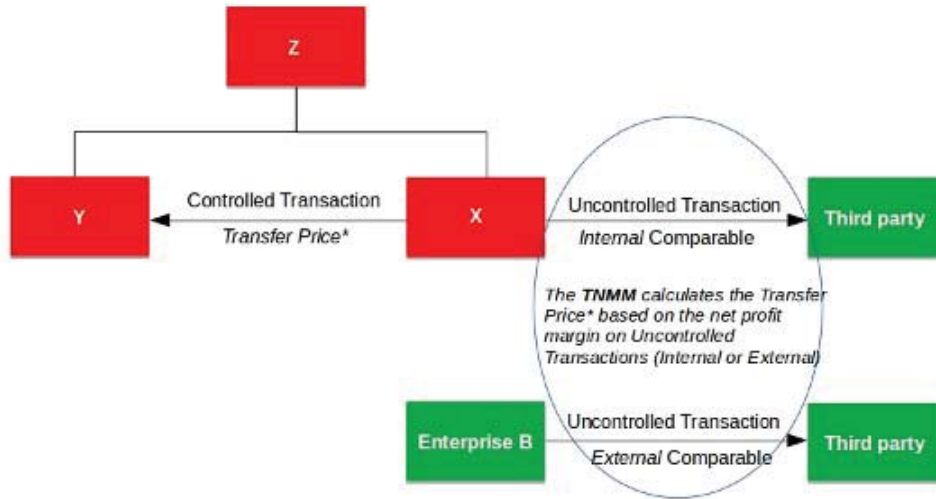 Z
Y
Controlled Transaction
Transfer Price*
X
Uncontrolled Transaction
Internal Comparable
Third party
The TNMM calculates the Transfer
Price* based on the net profit
margin on Uncontrolled
Transactions (Internal or External)
Enterprise B
Uncontrolled Transaction
External Comparable
Third party